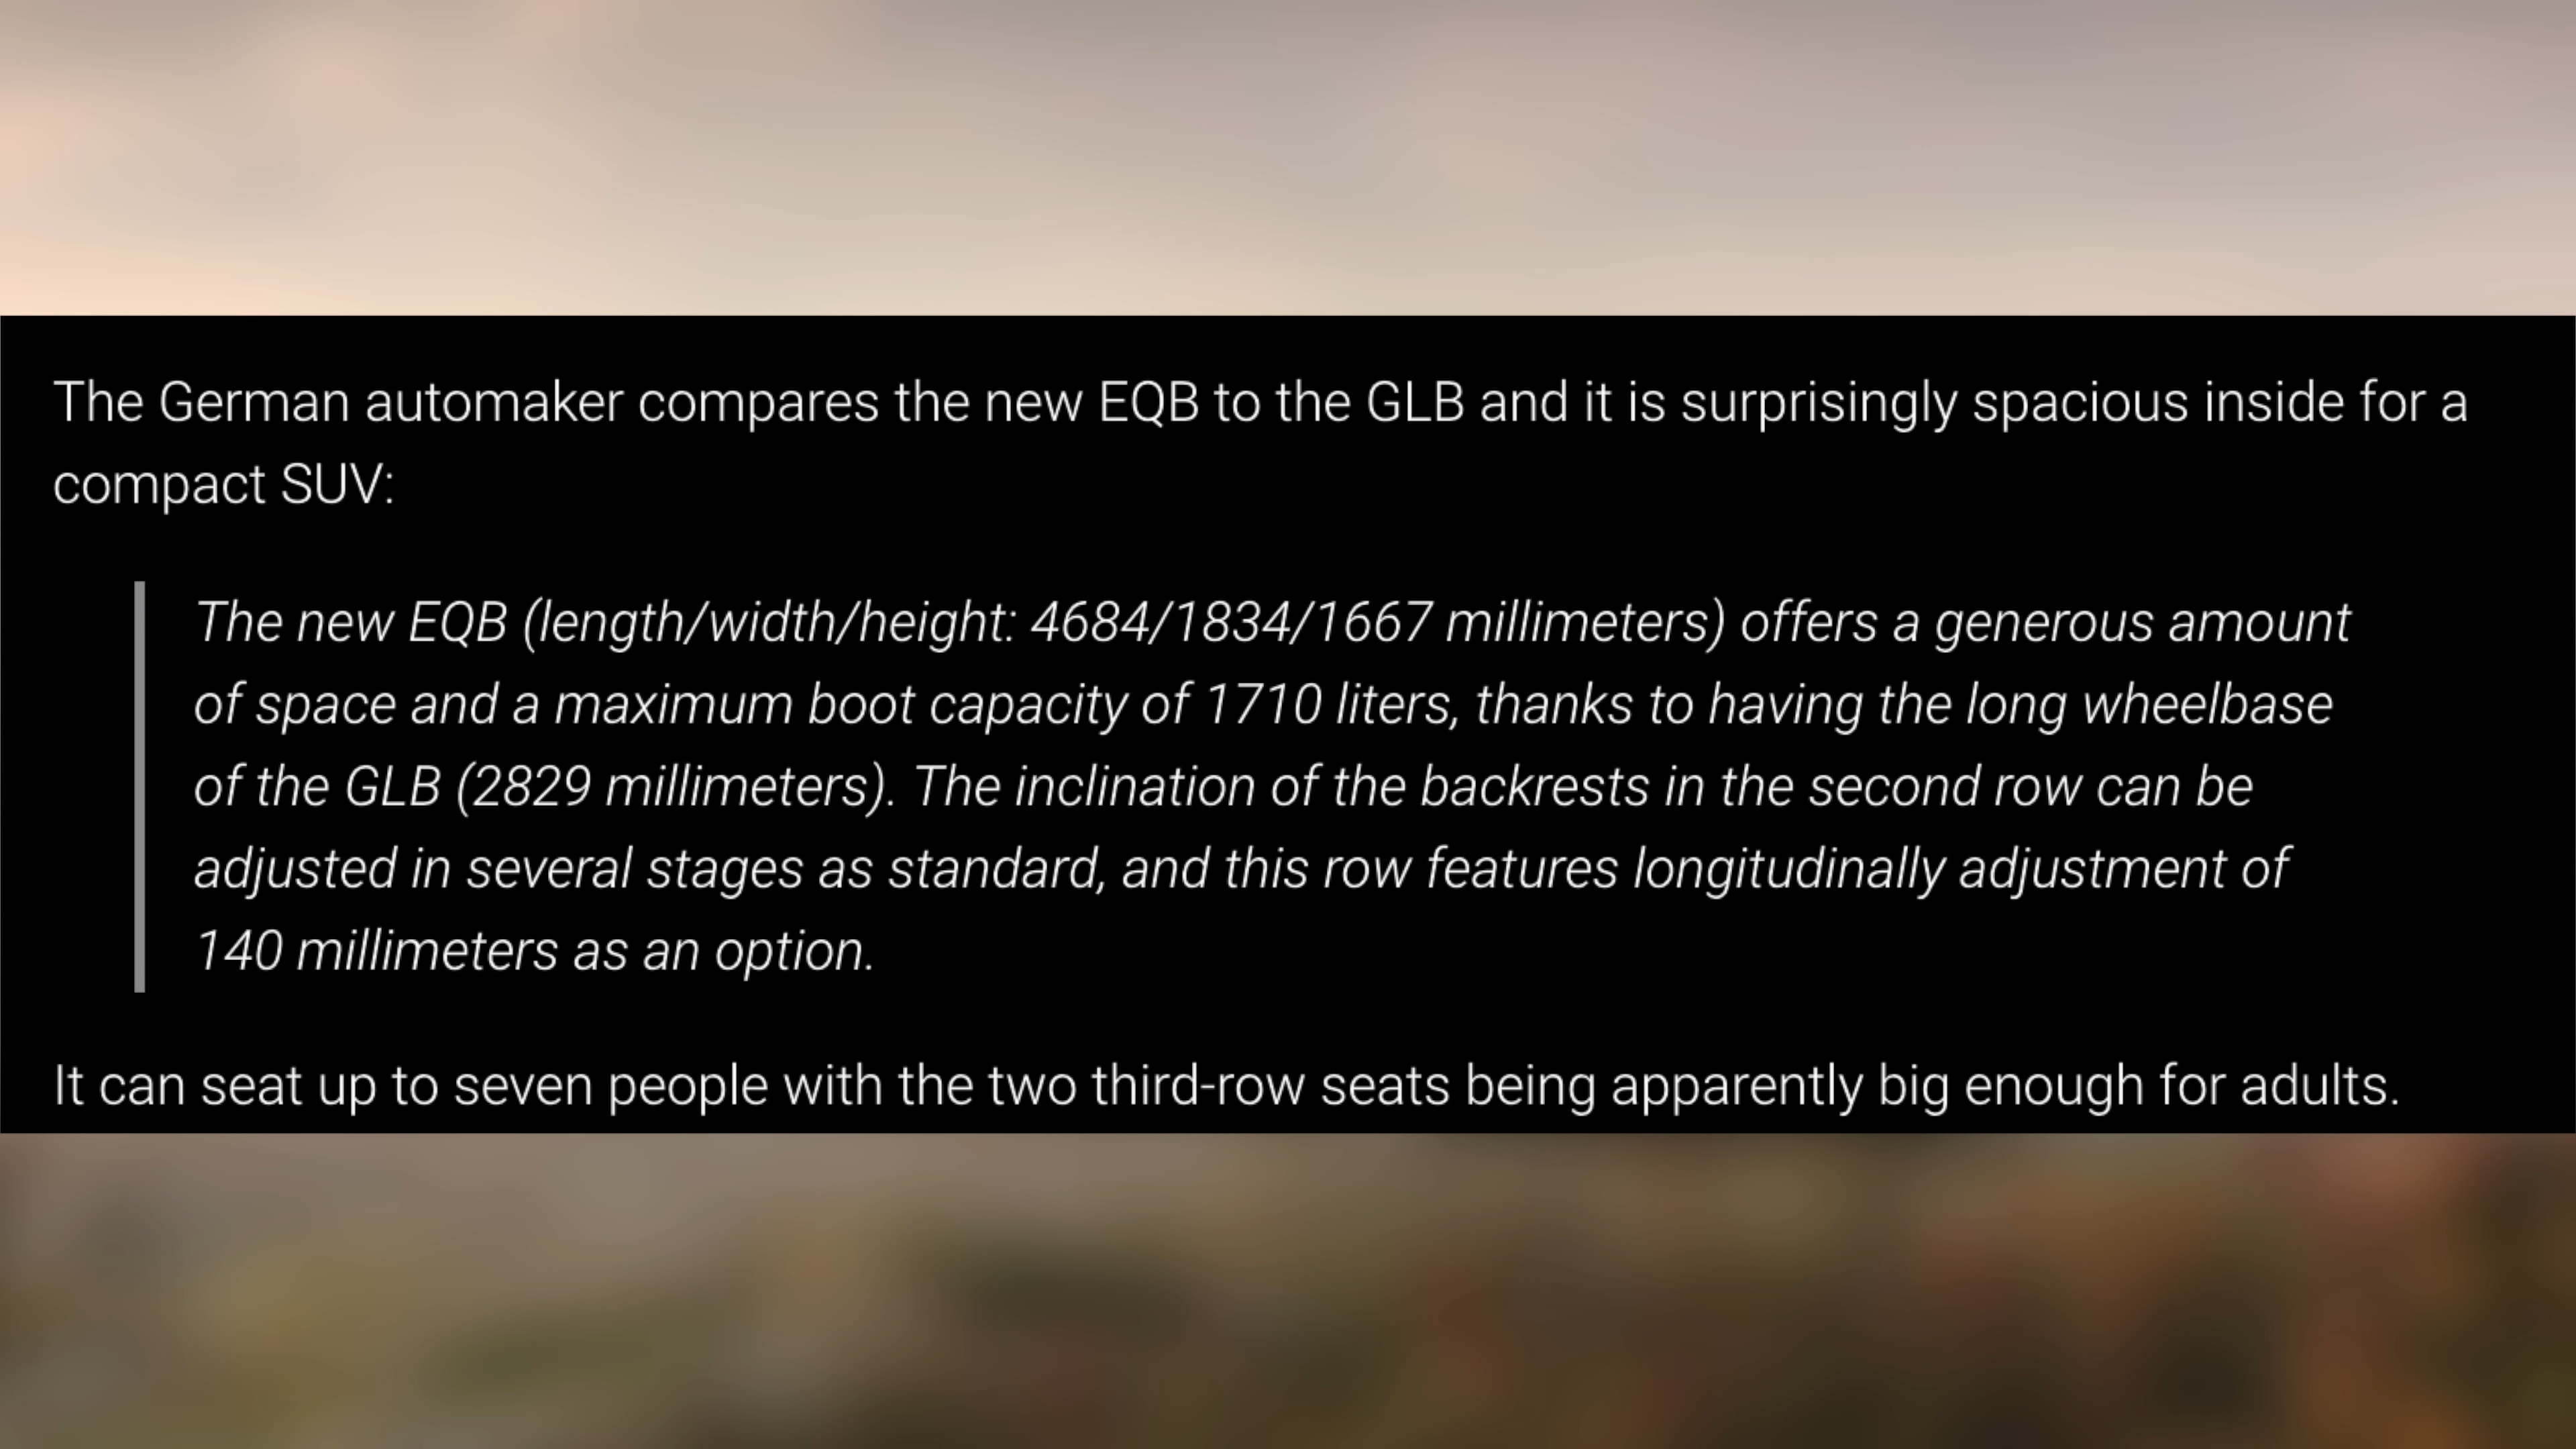 The German automaker compares the new EQB to the GLB and it is surprisingly spacious inside for a
compact SUV:
The new EQB (length/width/height: 4684/1834/1667 millimeters) offers a generous amount
of space and a maximum boot capacity of 1710 liters, thanks to having the long wheelbase
of the GLB (2829 millimeters). The inclination of the backrests in the second row can be
adjusted in several stages as standard, and this row features longitudinally adjustment of
140 millimeters as an option.
It can seat up to seven people with the two third-row seats being apparently big enough for adults.